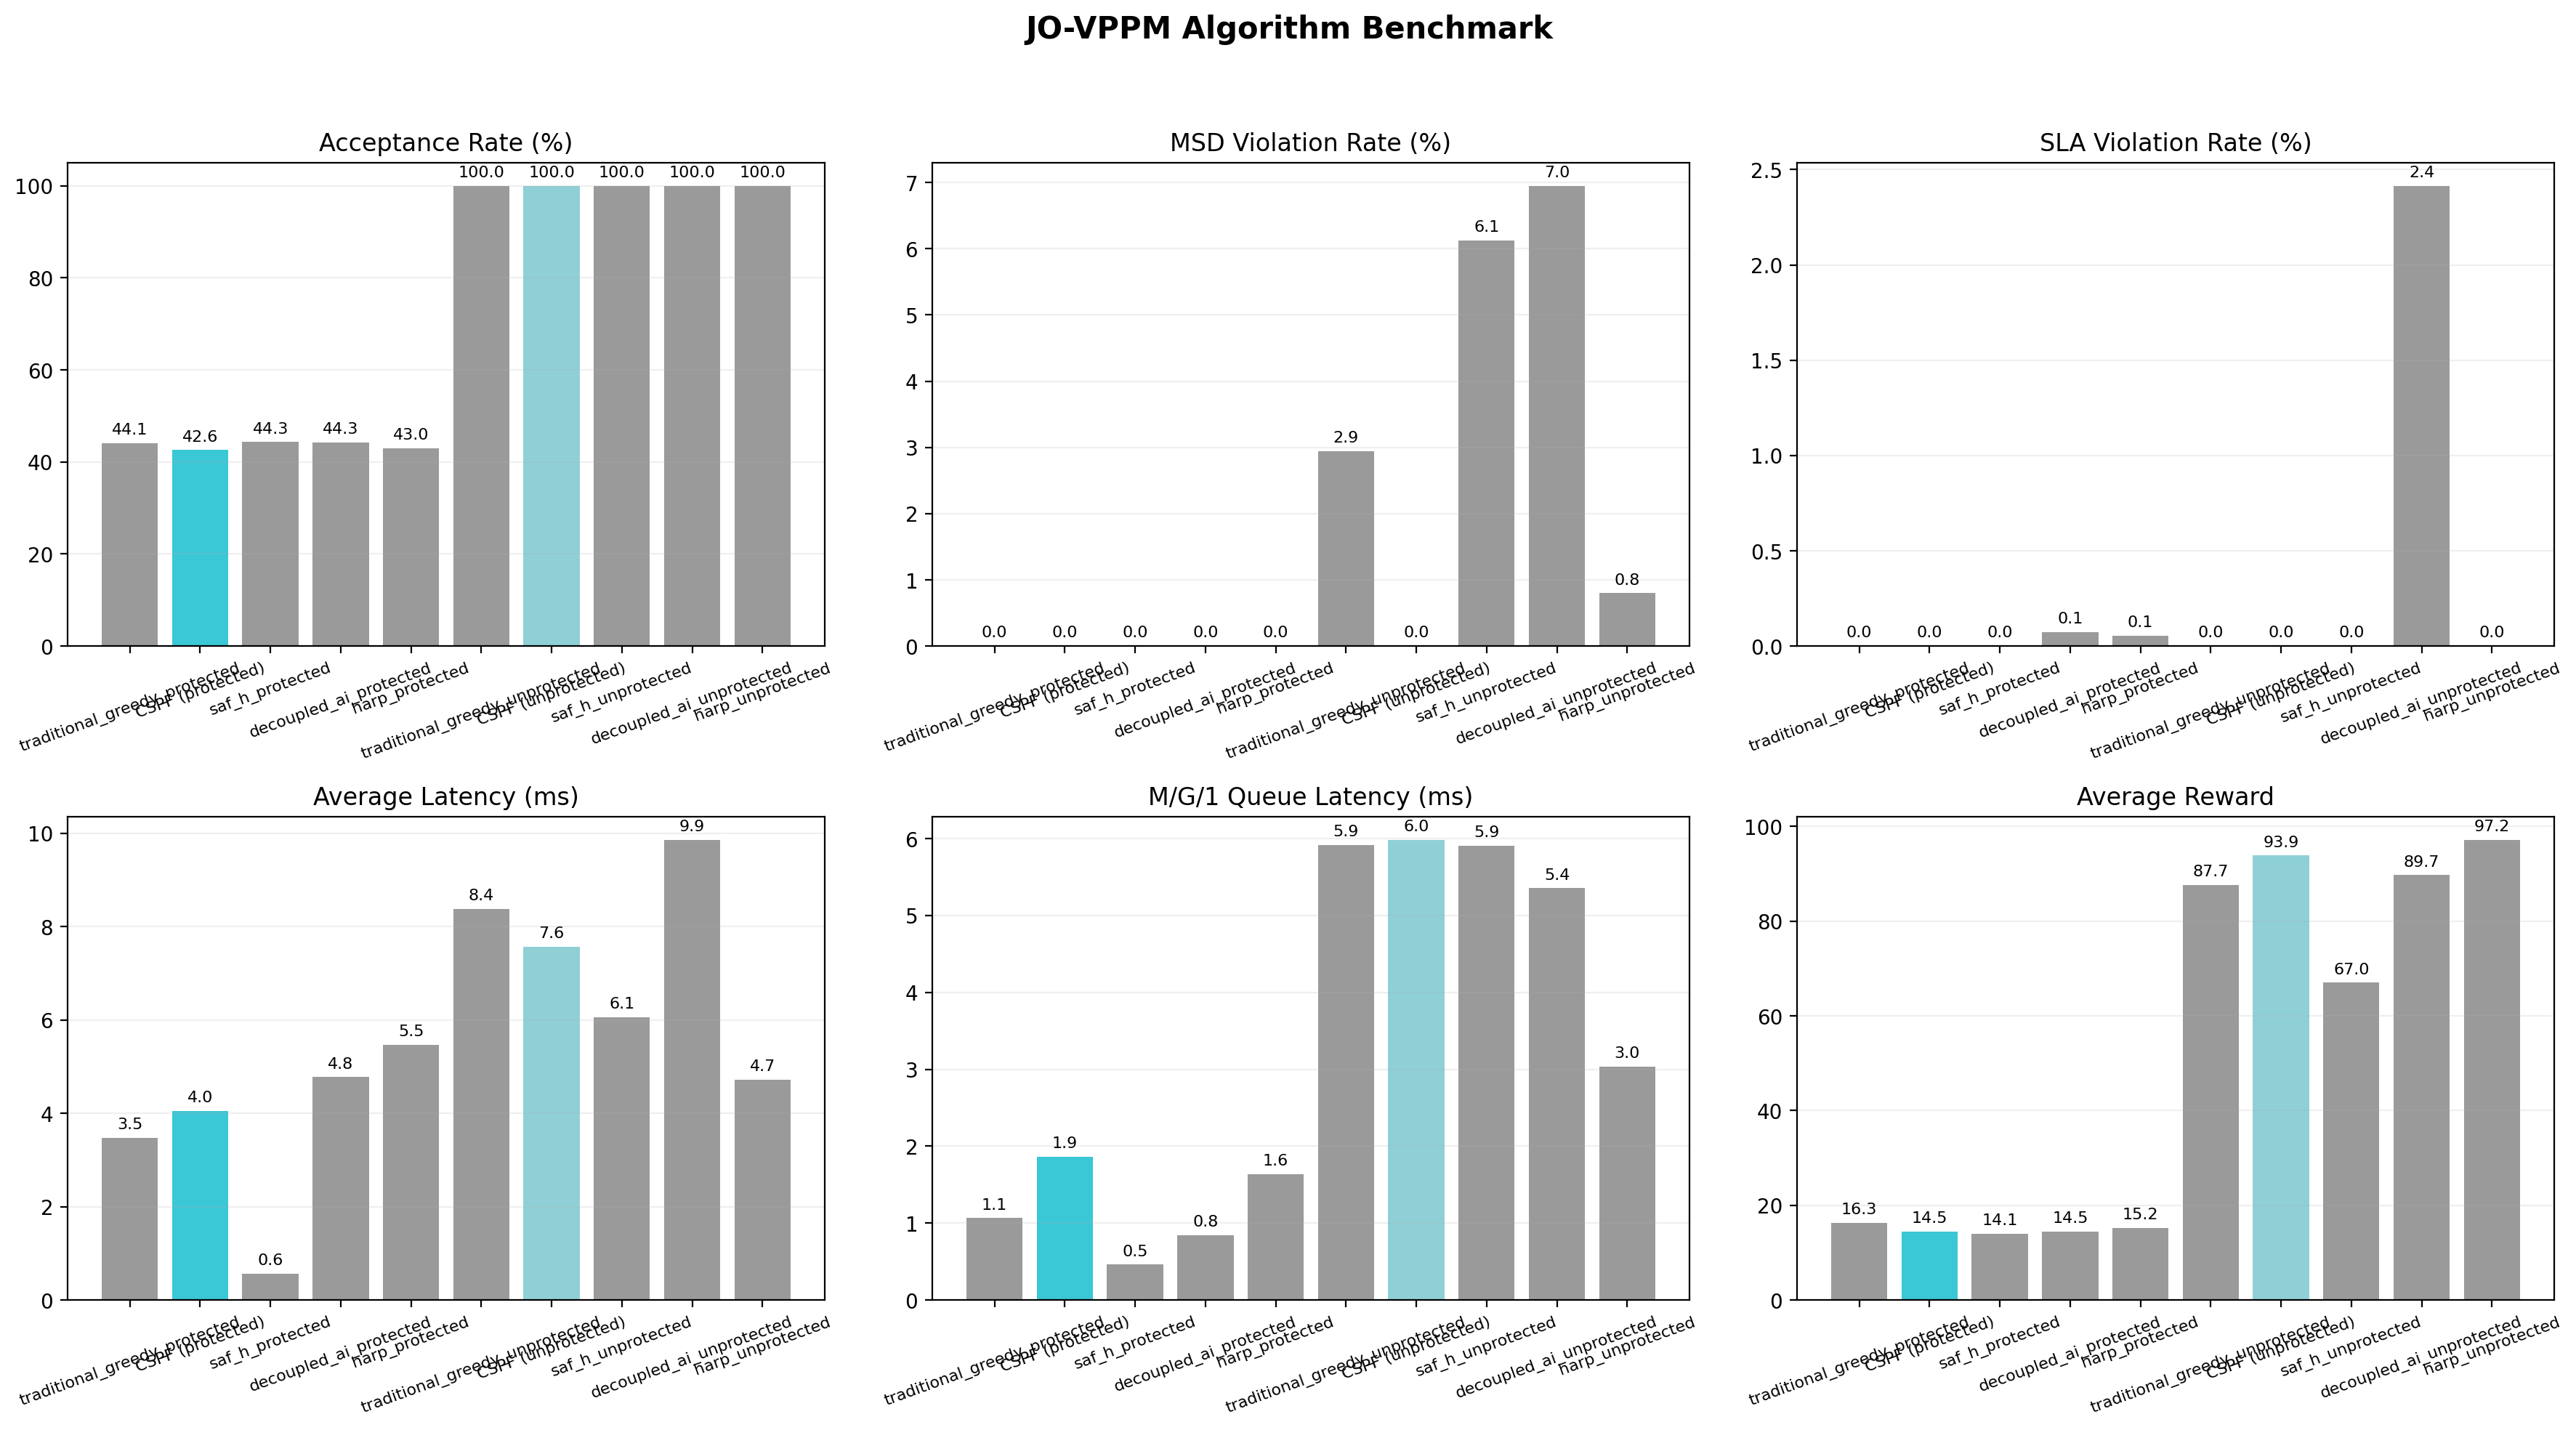 JO-VPPM Algorithm Benchmark
Acceptance Rate (%)
100
80
60
40
20
0
44.1
42.6
44.3
44.3
43.0
100.0
100.0
100.0
100.0
100.0
traditional_greedy_protected
CSPF (protected)
saf_h_protected
decoupled_ai_protected
harp_protected
traditional_greedy_unprotected
CSPF (unprotected)
saf_h_unprotected
decoupled_ai_unprotected
harp_unprotected
MSD Violation Rate (%)
7
6
5
4
3
2
1
0
0.0
0.0
0.0
0.0
0.0
2.9
0.0
6.1
7.0
0.8
traditional_greedy_protected
CSPF (protected)
saf_h_protected
decoupled_ai_protected
harp_protected
traditional_greedy_unprotected
CSPF (unprotected)
saf_h_unprotected
decoupled_ai_unprotected
harp_unprotected
SLA Violation Rate (%)
2.5
2.0
1.5
1.0
0.5
0.0
0.0
0.0
0.0
0.1
0.1
0.0
0.0
0.0
2.4
0.0
traditional_greedy_protected
CSPF (protected)
saf_h_protected
decoupled_ai_protected
harp_protected
traditional_greedy_unprotected
CSPF (unprotected)
saf_h_unprotected
decoupled_ai_unprotected
harp_unprotected
Average Latency (ms)
10
8
6
4
2
0
3.5
4.0
0.6
4.8
5.5
8.4
7.6
6.1
9.9
4.7
traditional_greedy_protected
CSPF (protected)
saf_h_protected
decoupled_ai_protected
harp_protected
traditional_greedy_unprotected
CSPF (unprotected)
saf_h_unprotected
decoupled_ai_unprotected
harp_unprotected
M/G/1 Queue Latency (ms)
6
5
4
3
2
1
0
1.1
1.9
0.5
0.8
1.6
5.9
6.0
5.9
5.4
3.0
traditional_greedy_protected
CSPF (protected)
saf_h_protected
decoupled_ai_protected
harp_protected
traditional_greedy_unprotected
CSPF (unprotected)
saf_h_unprotected
decoupled_ai_unprotected
harp_unprotected
Average Reward
100
80
60
40
20
0
16.3
14.5
14.1
14.5
15.2
87.7
93.9
67.0
89.7
97.2
traditional_greedy_protected
CSPF (protected)
saf_h_protected
decoupled_ai_protected
harp_protected
traditional_greedy_unprotected
CSPF (unprotected)
saf_h_unprotected
decoupled_ai_unprotected
harp_unprotected